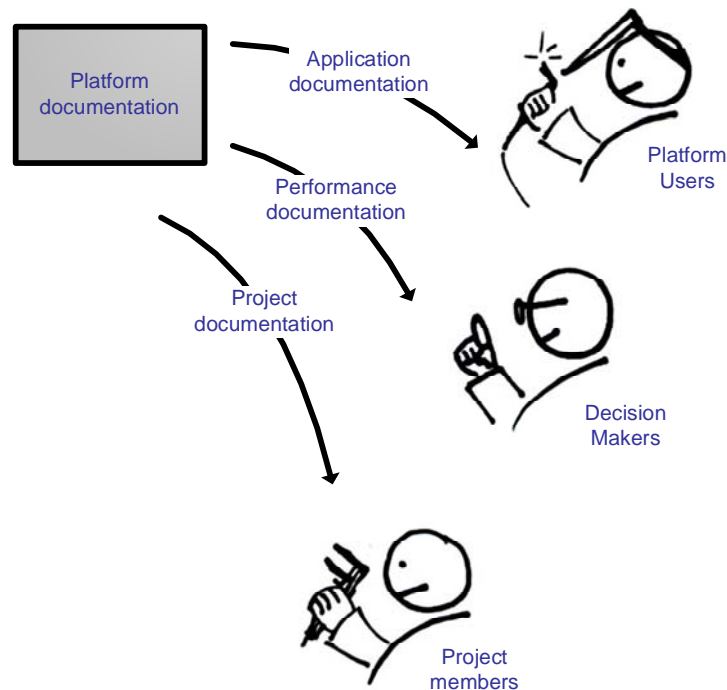 Platform
documentation
Application
documentation
Platform
Users
Performance
documentation
Project
documentation
Decision
Makers
Project
members